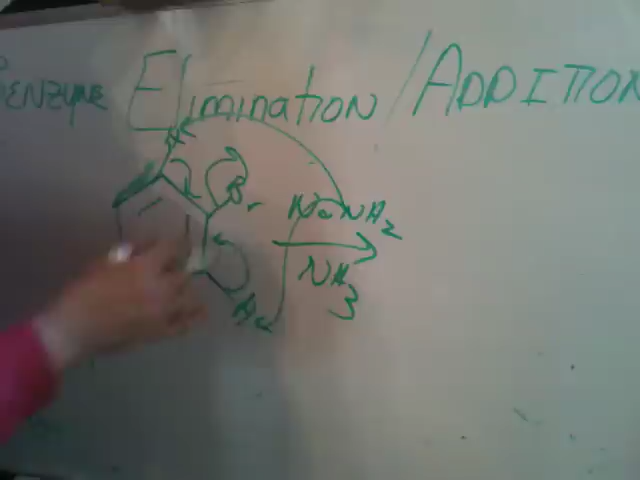 BENZYNE Elimination/ADDITION
H
Br
NaNH2
NH3
H